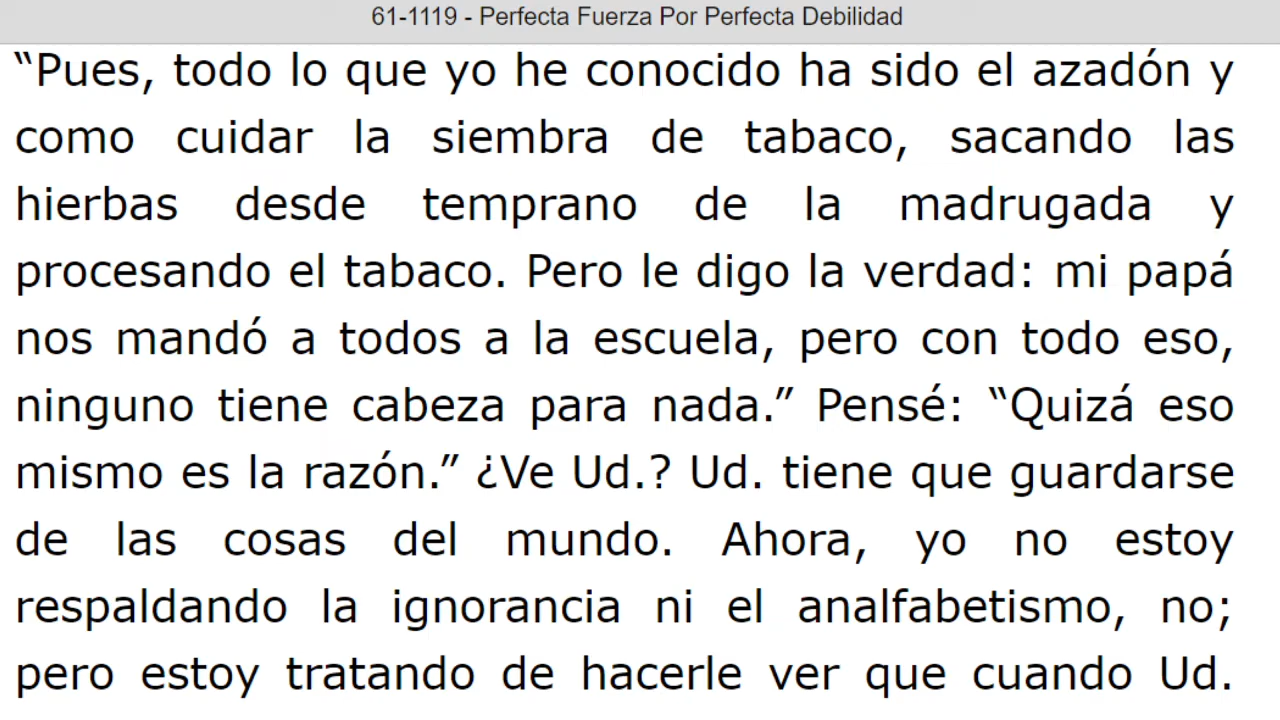 61-1119 - Perfecta Fuerza Por Perfecta Debilidad
“Pues, todo lo que yo he conocido ha sido el azadón y
como cuidar la siembra de tabaco, sacando las
hierbas desde temprano de la madrugada y
procesando el tabaco. Pero le digo la verdad: mi papá
nos mandó a todos a la escuela, pero con todo eso,
ninguno tiene cabeza para nada.” Pensé: “Quizá eso
mismo es la razón.” ¿Ve Ud.? Ud. tiene que guardarse
de las cosas del mundo. Ahora, yo no estoy
respaldando la ignorancia ni el analfabetismo, no;
pero estoy tratando de hacerle ver que cuando Ud.